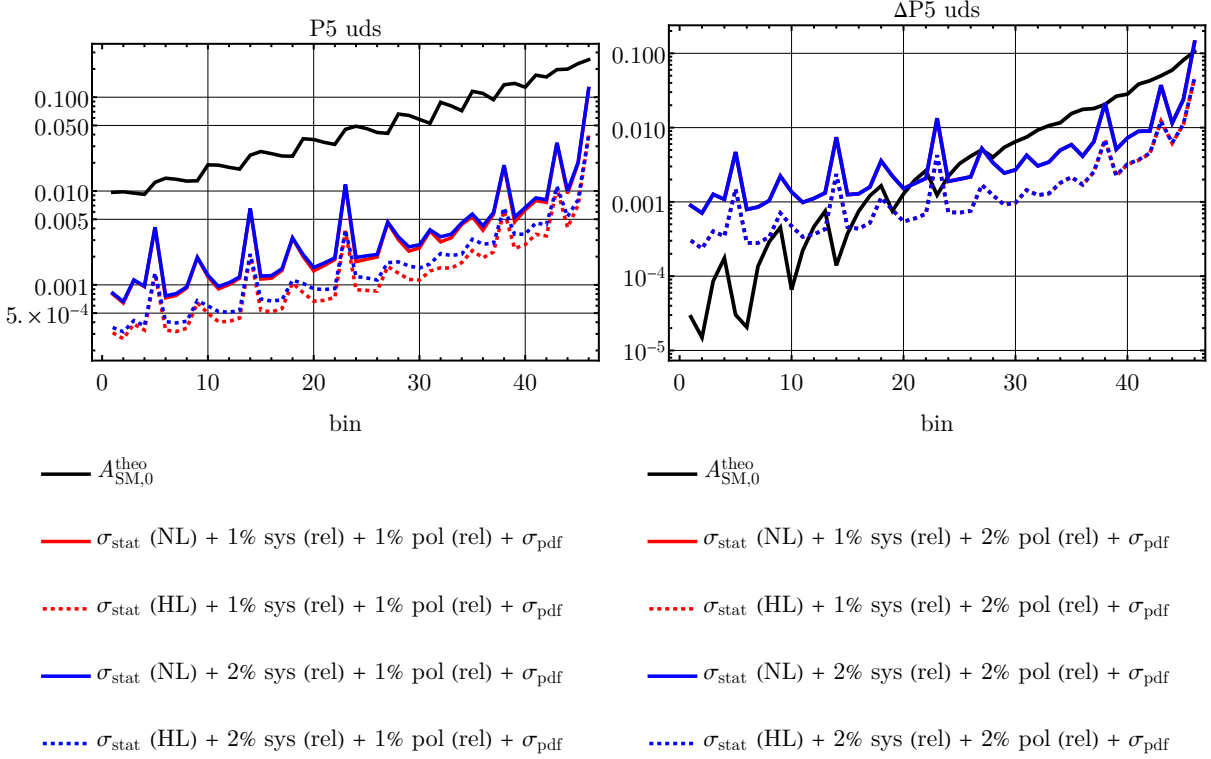 P5 uds
0.100
0.050
0.010
0.005
0.001
5.×10⁻⁴
0 10 20 30 40
bin
A^theo_SM,0
σ_stat (NL) + 1% sys (rel) + 1% pol (rel) + σ_pdf
σ_stat (HL) + 1% sys (rel) + 1% pol (rel) + σ_pdf
σ_stat (NL) + 2% sys (rel) + 1% pol (rel) + σ_pdf
σ_stat (HL) + 2% sys (rel) + 1% pol (rel) + σ_pdf
ΔP5 uds
0.100
0.010
0.001
10⁻⁴
10⁻⁵
0 10 20 30 40
bin
A^theo_SM,0
σ_stat (NL) + 1% sys (rel) + 2% pol (rel) + σ_pdf
σ_stat (HL) + 1% sys (rel) + 2% pol (rel) + σ_pdf
σ_stat (NL) + 2% sys (rel) + 2% pol (rel) + σ_pdf
σ_stat (HL) + 2% sys (rel) + 2% pol (rel) + σ_pdf